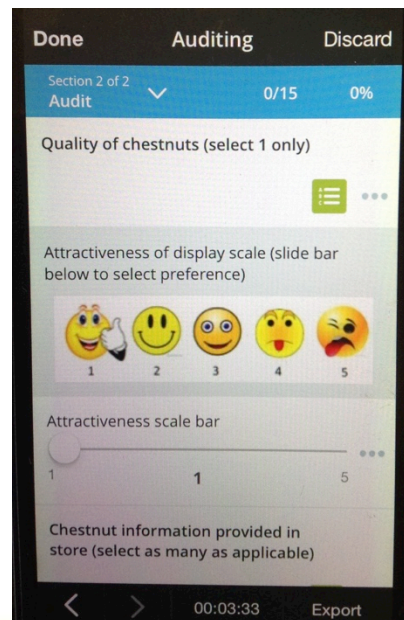 Done Auditing Discard
Section 2 of 2
Audit 0/15 0%
Quality of chestnuts (select 1 only)
Attractiveness of display scale (slide bar
below to select preference)
1 2 3 4 5
Attractiveness scale bar
1 1 5
Chestnut information provided in
store (select as many as applicable)
00:03:33 Export